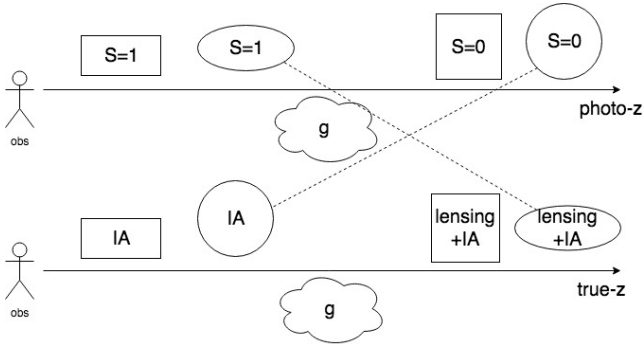 S=1
S=1
S=0
S=0
obs
photo-z
g
IA
IA
lensing
+IA
lensing
+IA
obs
true-z
g